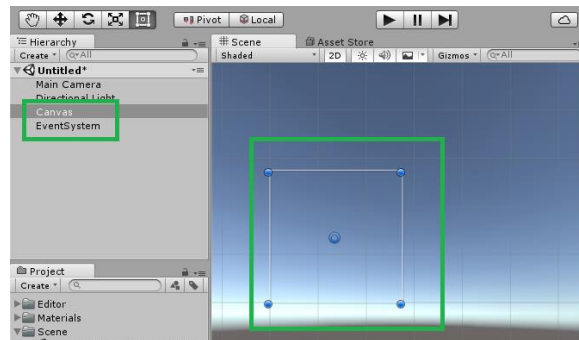 Pivot Local
Hierarchy
Create All
Untitled*
Main Camera
Directional Light
Canvas
EventSystem
Scene Asset Store
Shaded 2D Gizmos All
Project
Create
Editor
Materials
Scene